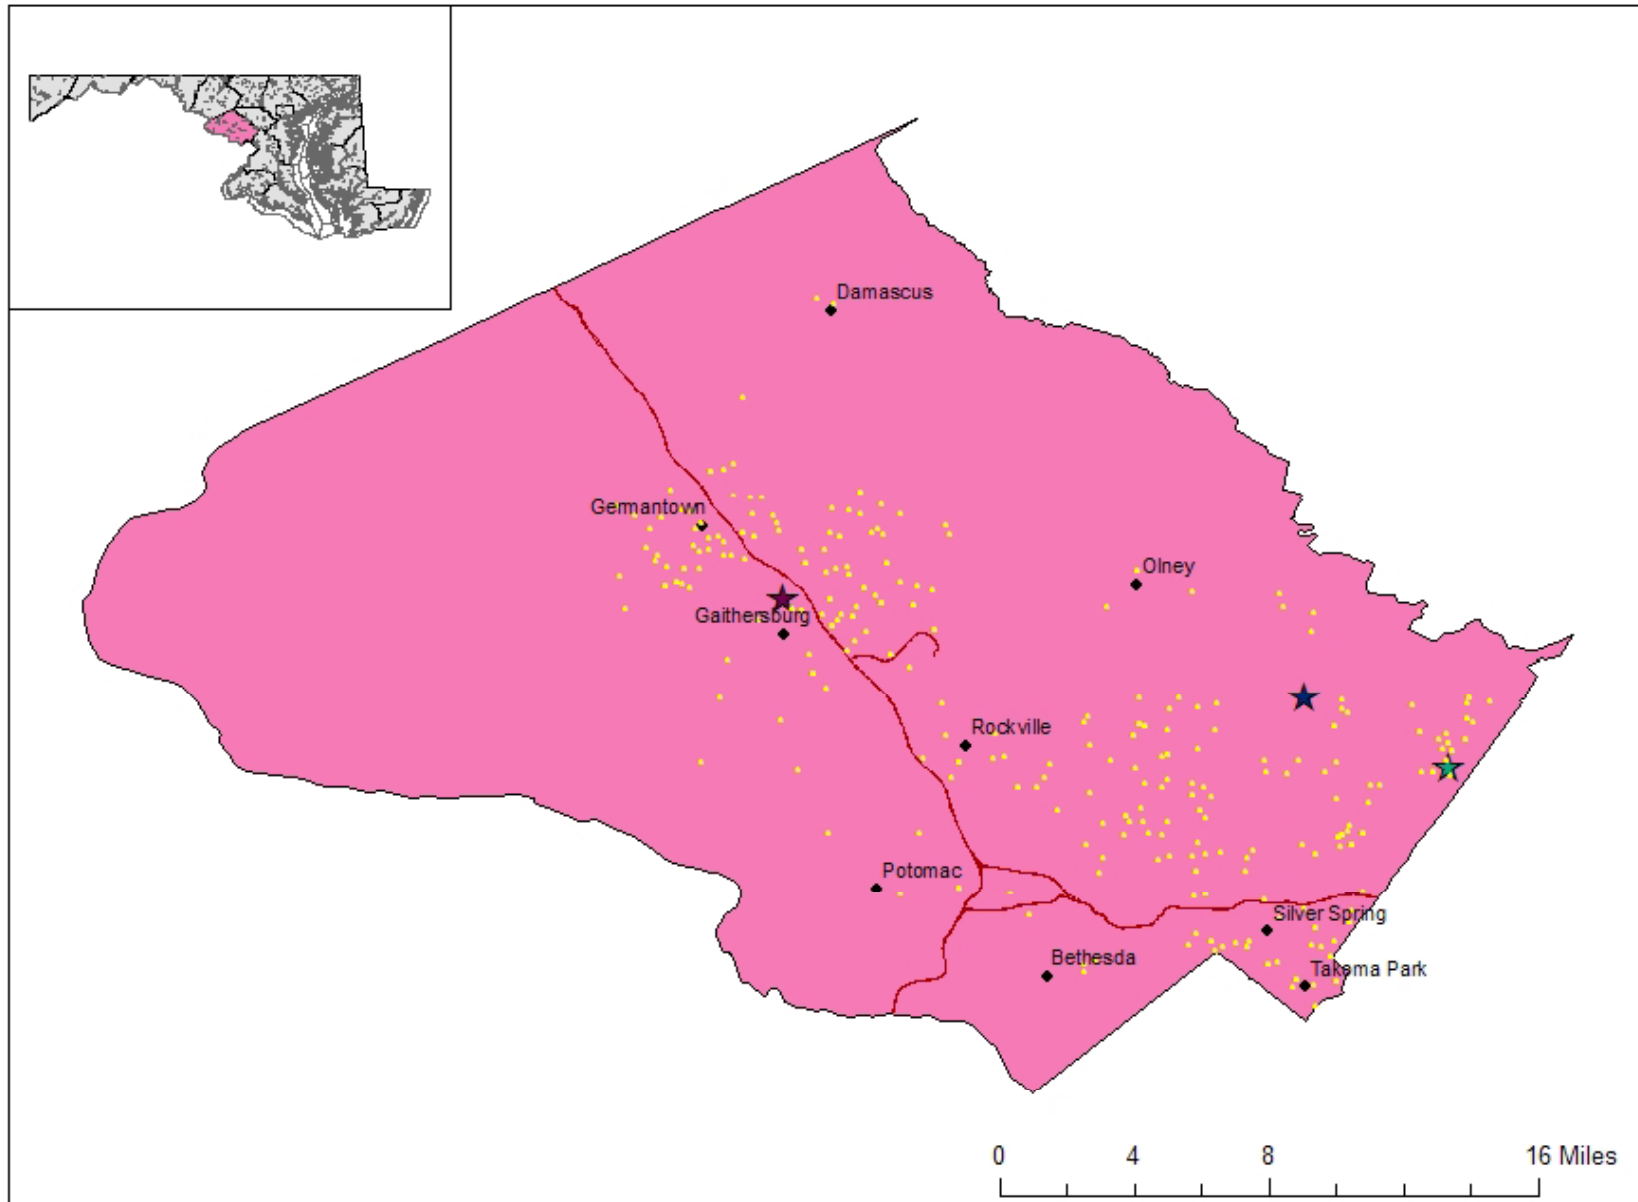 Damascus
Germantown
Olney
Gaithersburg
Rockville
Potomac
Silver Spring
Bethesda
Takoma Park
0 4 8 16 Miles